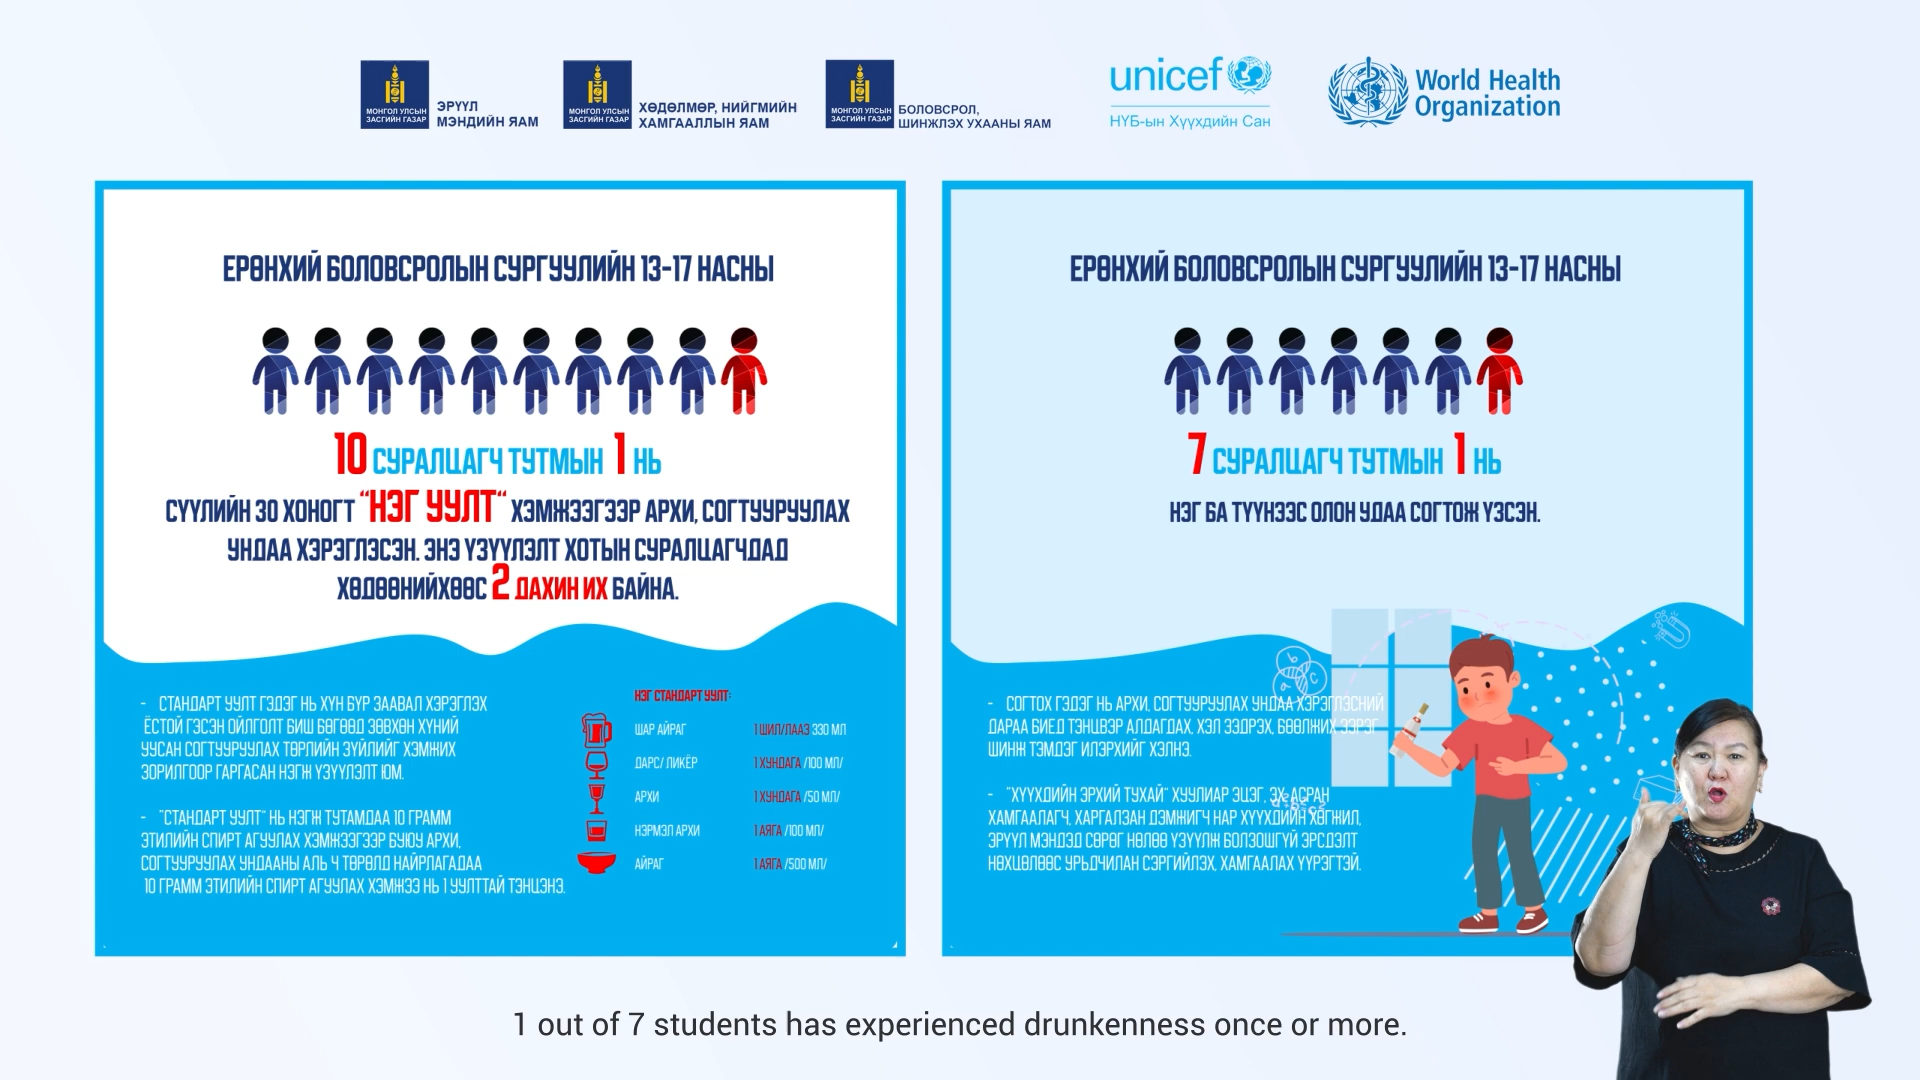 МОНГОЛ УЛСЫН
ЗАСГИЙН ГАЗАР
ЭРҮҮЛ
МЭНДИЙН ЯАМ
МОНГОЛ УЛСЫН
ЗАСГИЙН ГАЗАР
ХӨДӨЛМӨР, НИЙГМИЙН
ХАМГААЛЛЫН ЯАМ
МОНГОЛ УЛСЫН
ЗАСГИЙН ГАЗАР
БОЛОВСРОЛ,
ШИНЖЛЭХ УХААНЫ ЯАМ
unicef
НҮБ-ын Хүүхдийн Сан
World Health
Organization
ЕРӨНХИЙ БОЛОВСРОЛЫН СУРГУУЛИЙН 13-17 НАСНЫ
10 СУРАЛЦАГЧ ТУТМЫН 1 НЬ
СҮҮЛИЙН 30 ХОНОГТ "НЭГ УУЛТ" ХЭМЖЭЭГЭЭР АРХИ, СОГТУУРУУЛАХ
УНДАА ХЭРЭГЛЭСЭН. ЭНЭ ҮЗҮҮЛЭЛТ ХОТЫН СУРАЛЦАГЧДАД
ХӨДӨӨНИЙХӨӨС 2 ДАХИН ИХ БАЙНА.
- СТАНДАРТ УУЛТ ГЭДЭГ НЬ ХҮН БҮР ЗААВАЛ ХЭРЭГЛЭХ
ЁСТОЙ ГЭСЭН ОЙЛГОЛТ БИШ БӨГӨӨД ЗӨВХӨН ХҮНИЙ
УУСАН СОГТУУРУУЛАХ ТӨРЛИЙН ЗҮЙЛИЙГ ХЭМЖИХ
ЗОРИЛГООР ГАРГАСАН НЭГЖ ҮЗҮҮЛЭЛТ ЮМ.
- "СТАНДАРТ УУЛТ" НЬ НЭГЖ ТУТАМДАА 10 ГРАММ
ЭТИЛИЙН СПИРТ АГУУЛАХ ХЭМЖЭЭГЭЭР БУЮУ АРХИ,
СОГТУУРУУЛАХ УНДААНЫ АЛЬ Ч ТӨРӨЛД НАЙРЛАГАДАА
10 ГРАММ ЭТИЛИЙН СПИРТ АГУУЛАХ ХЭМЖЭЭ НЬ 1 УУЛТТАЙ ТЭНЦЭНЭ.
НЭГ СТАНДАРТ УУЛТ:
ШАР АЙРАГ 1 ШИЛ/ЛААЗ 330 МЛ
ДАРС/ ЛИКЁР 1 ХУНДАГА /100 МЛ/
АРХИ 1 ХУНДАГА /50 МЛ/
НЭРМЭЛ АРХИ 1 АЯГА /100 МЛ/
АЙРАГ 1 АЯГА /500 МЛ/
ЕРӨНХИЙ БОЛОВСРОЛЫН СУРГУУЛИЙН 13-17 НАСНЫ
7 СУРАЛЦАГЧ ТУТМЫН 1 НЬ
НЭГ БА ТҮҮНЭЭС ОЛОН УДАА СОГТОЖ ҮЗСЭН.
- СОГТОХ ГЭДЭГ НЬ АРХИ, СОГТУУРУУЛАХ УНДАА ХЭРЭГЛЭСНИЙ
ДАРАА БИЕД ТЭНЦВЭР АЛДАГДАХ, ХЭЛ ЭЭДРЭХ, БӨӨЛЖИХ ЗЭРЭГ
ШИНЖ ТЭМДЭГ ИЛЭРХИЙГ ХЭЛНЭ.
- "ХҮҮХДИЙН ЭРХИЙ ТУХАЙ" ХУУЛИАР ЭЦЭГ, ЭХ, АСРАН
ХАМГААЛАГЧ, ХАРГАЛЗАН ДЭМЖИГЧ НАР ХҮҮХДИЙН ХӨГЖИЛ,
ЭРҮҮЛ МЭНДЭД СӨРӨГ НӨЛӨӨ ҮЗҮҮЛЖ БОЛЗОШГҮЙ ЭРСДЭЛТ
НӨХЦӨЛӨӨС УРЬДЧИЛАН СЭРГИЙЛЭХ, ХАМГААЛАХ ҮҮРЭГТЭЙ.
b
a c
1 out of 7 students has experienced drunkenness once or more.